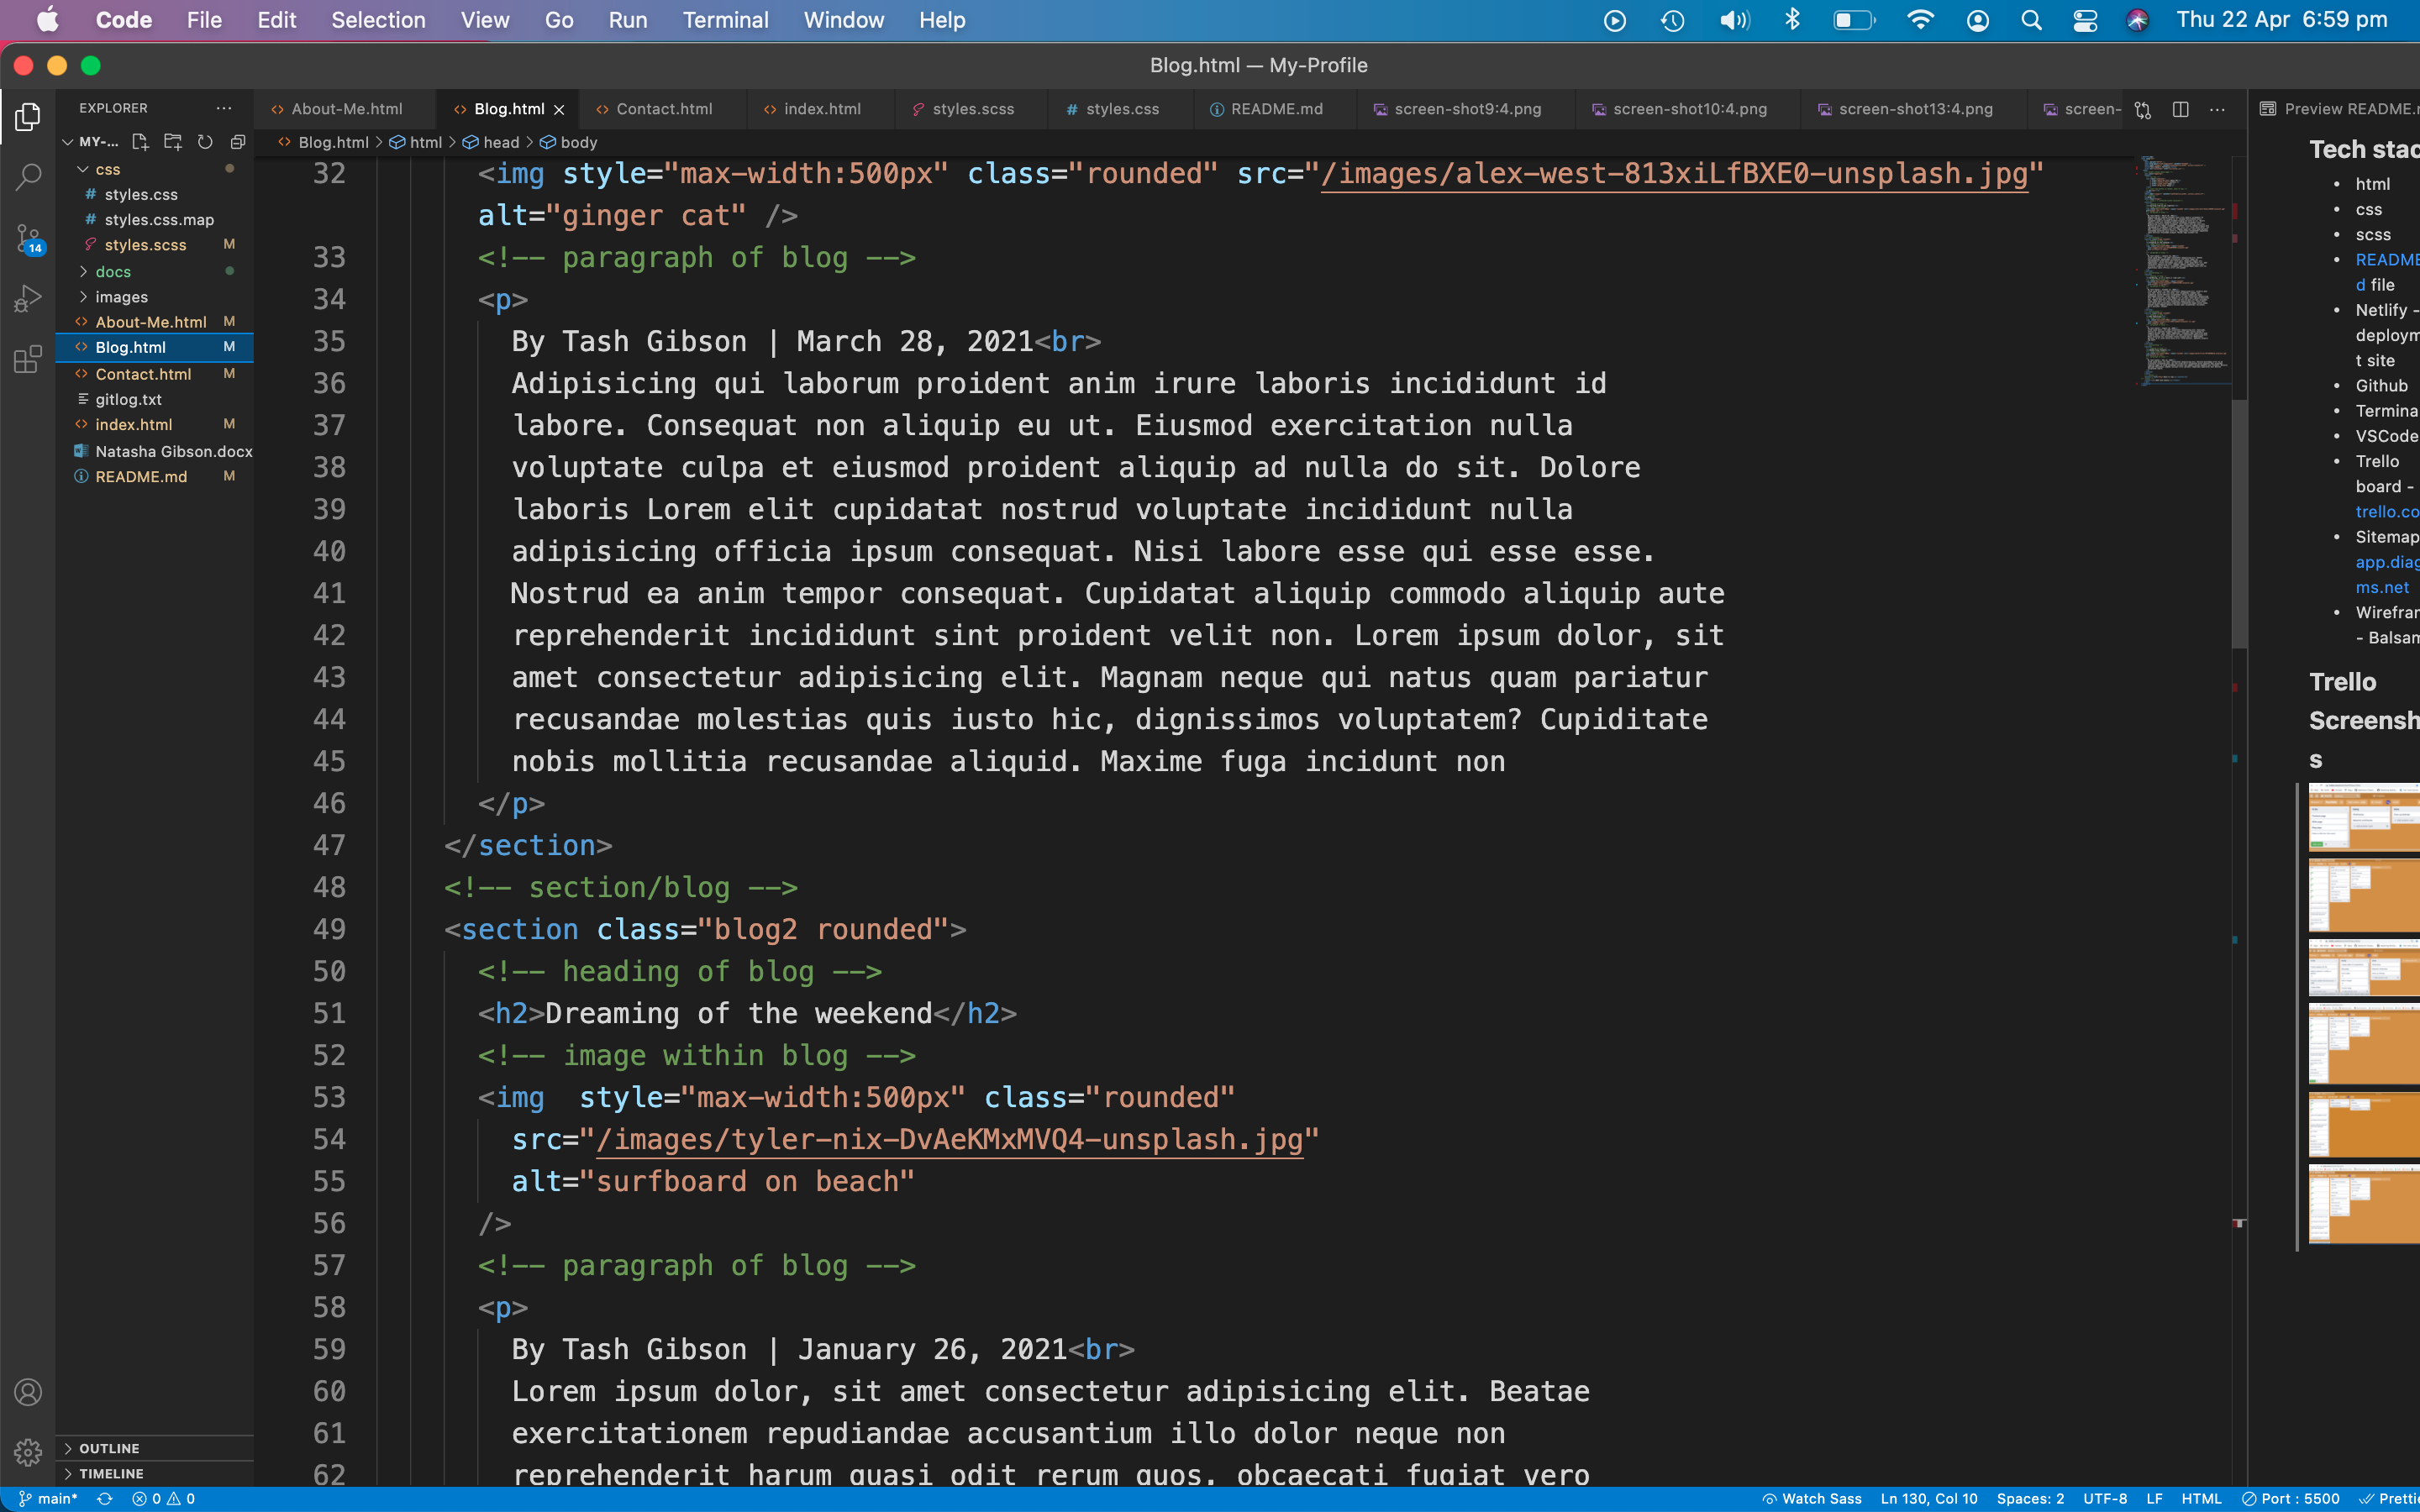 Code File Edit Selection View Go Run Terminal Window Help Thu 22 Apr 6:59 pm
Blog.html — My-Profile
EXPLORER ···
MY-...
css
styles.css
styles.css.map
styles.scss M
docs
images
About-Me.html M
Blog.html M
Contact.html M
gitlog.txt
index.html M
Natasha Gibson.docx
README.md M
14
OUTLINE
TIMELINE
About-Me.html Blog.html Contact.html index.html styles.scss styles.css README.md screen-shot9:4.png screen-shot10:4.png screen-shot13:4.png screen-
Blog.html > html > head > body
32 <img style="max-width:500px" class="rounded" src="/images/alex-west-813xiLfBXE0-unsplash.jpg"
alt="ginger cat" />
33 <!-- paragraph of blog -->
34 <p>
35 By Tash Gibson | March 28, 2021<br>
36 Adipisicing qui laborum proident anim irure laboris incididunt id
37 labore. Consequat non aliquip eu ut. Eiusmod exercitation nulla
38 voluptate culpa et eiusmod proident aliquip ad nulla do sit. Dolore
39 laboris Lorem elit cupidatat nostrud voluptate incididunt nulla
40 adipisicing officia ipsum consequat. Nisi labore esse qui esse esse.
41 Nostrud ea anim tempor consequat. Cupidatat aliquip commodo aliquip aute
42 reprehenderit incididunt sint proident velit non. Lorem ipsum dolor, sit
43 amet consectetur adipisicing elit. Magnam neque qui natus quam pariatur
44 recusandae molestias quis iusto hic, dignissimos voluptatem? Cupiditate
45 nobis mollitia recusandae aliquid. Maxime fuga incidunt non
46 </p>
47 </section>
48 <!-- section/blog -->
49 <section class="blog2 rounded">
50 <!-- heading of blog -->
51 <h2>Dreaming of the weekend</h2>
52 <!-- image within blog -->
53 <img  style="max-width:500px" class="rounded"
54 src="/images/tyler-nix-DvAeKMxMVQ4-unsplash.jpg"
55 alt="surfboard on beach"
56 />
57 <!-- paragraph of blog -->
58 <p>
59 By Tash Gibson | January 26, 2021<br>
60 Lorem ipsum dolor, sit amet consectetur adipisicing elit. Beatae
61 exercitationem repudiandae accusantium illo dolor neque non
62 reprehenderit harum quasi odit rerum quos, obcaecati fugiat vero
Preview README.
Tech stac
• html
• css
• scss
• README
d file
• Netlify -
deploym
t site
• Github
• Termina
• VSCode
• Trello
board -
trello.co
• Sitemap
app.diag
ms.net
• Wirefran
- Balsam
Trello
Screensh
s
main* 0 0 Watch Sass Ln 130, Col 10 Spaces: 2 UTF-8 LF HTML Port : 5500 Pretti